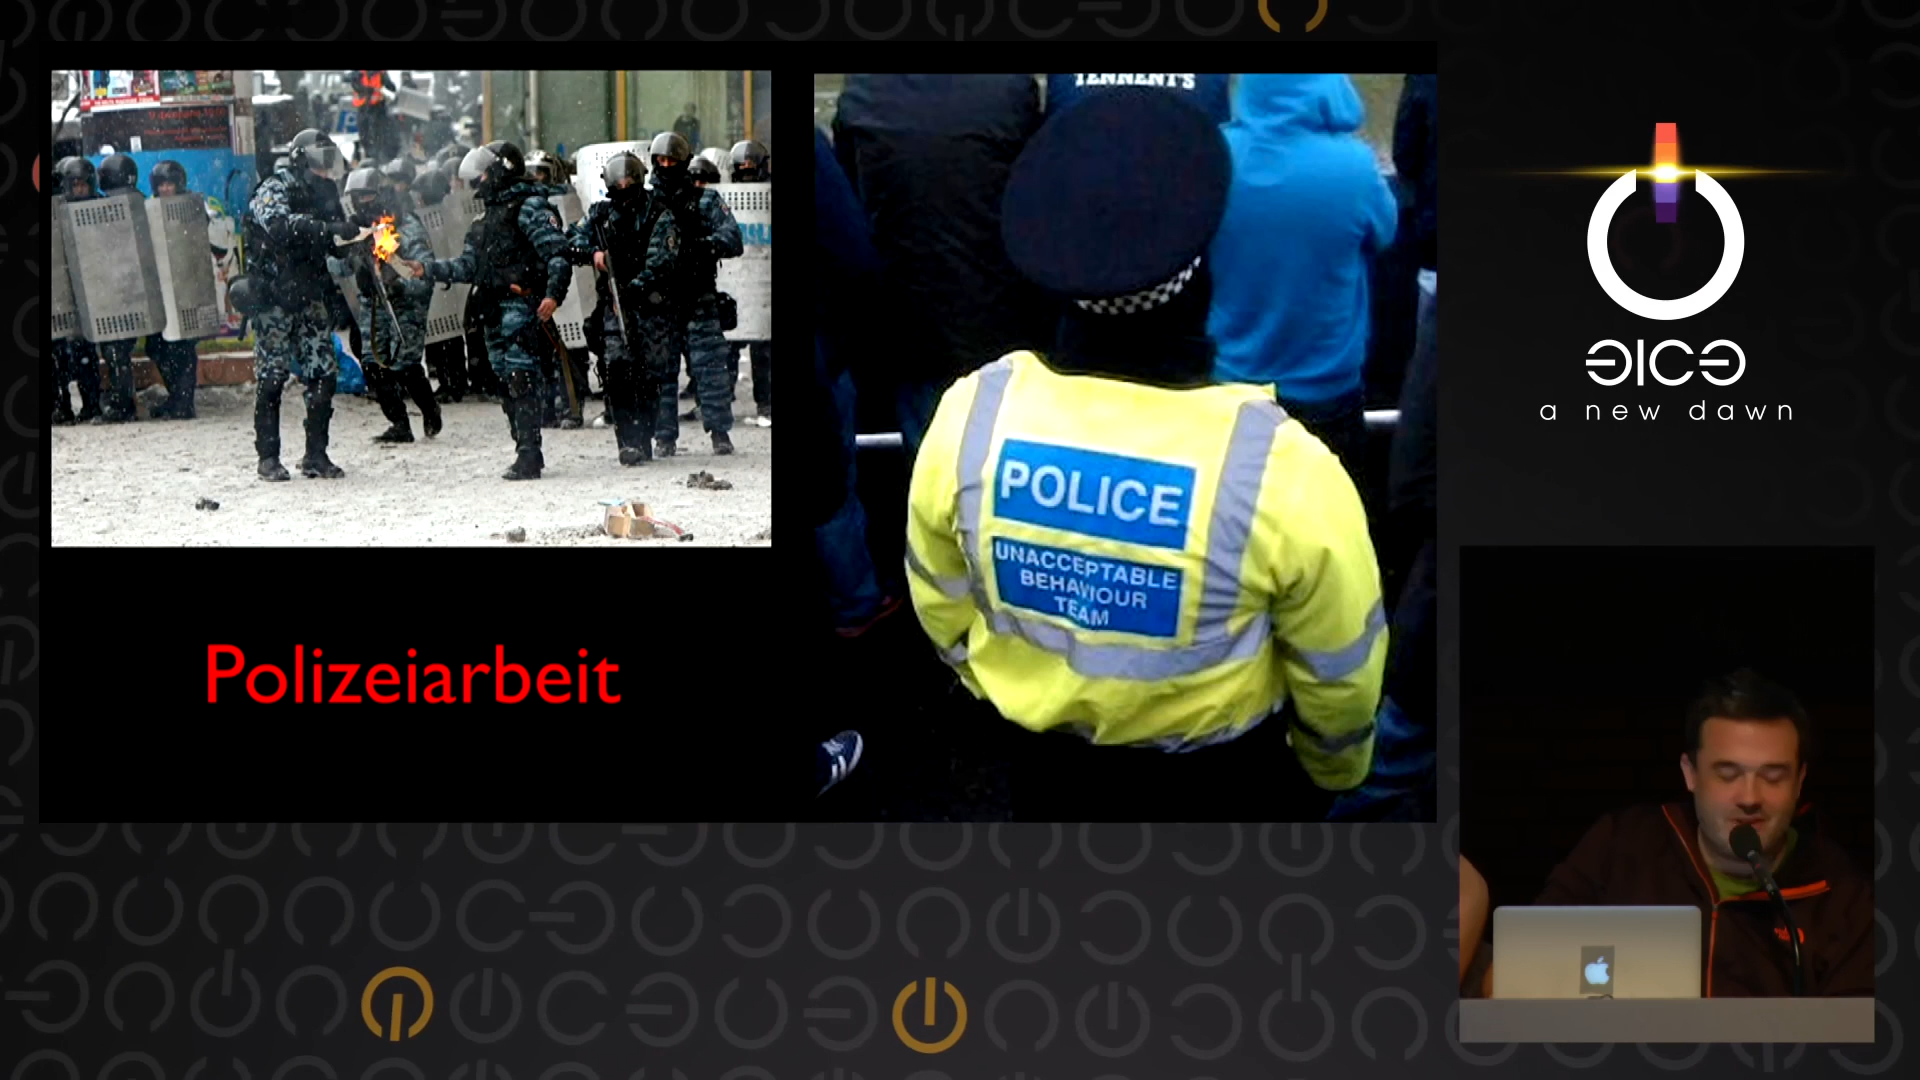 TENNENT'S
POLICE
UNACCEPTABLE
BEHAVIOUR
TEAM
Polizeiarbeit
a new dawn